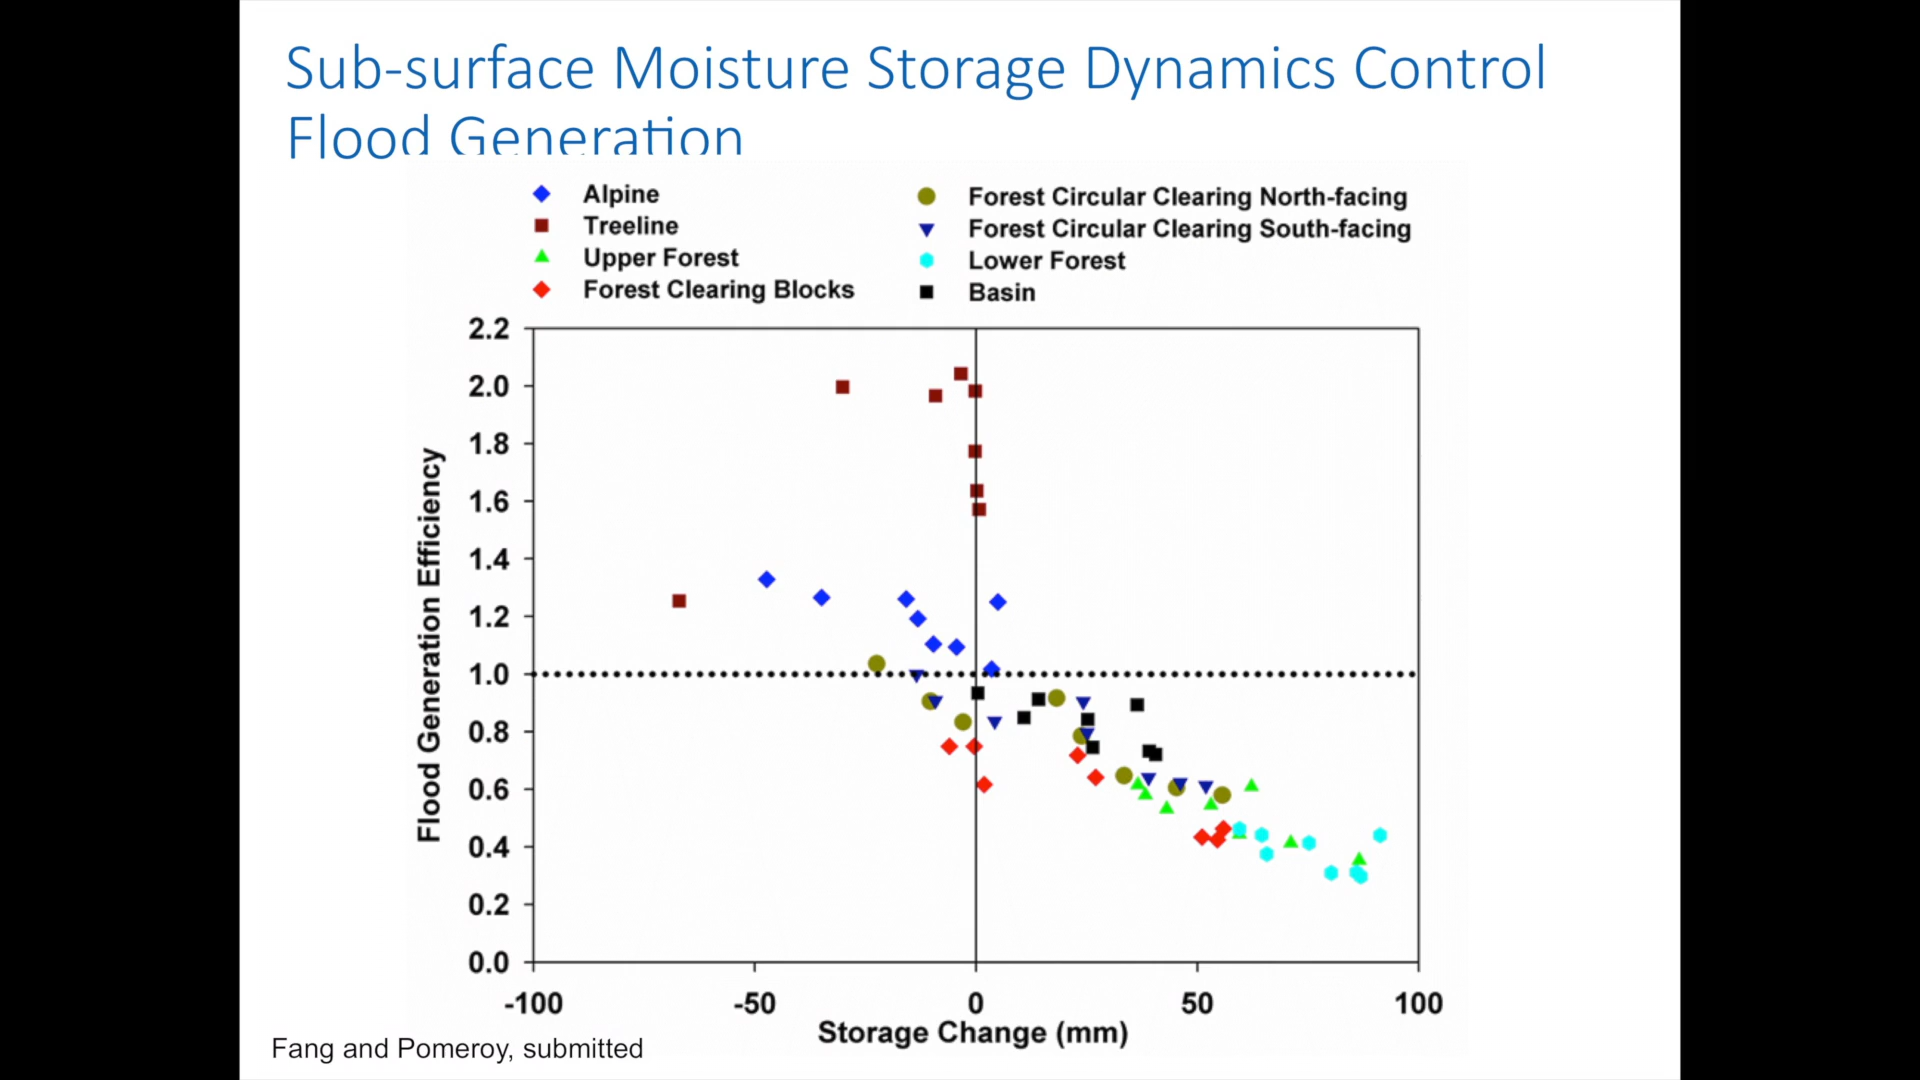 Sub-surface Moisture Storage Dynamics Control
Flood Generation
Alpine
Treeline
Upper Forest
Forest Clearing Blocks
Forest Circular Clearing North-facing
Forest Circular Clearing South-facing
Lower Forest
Basin
2.2
2.0
1.8
1.6
1.4
1.2
1.0
0.8
0.6
0.4
0.2
0.0
Flood Generation Efficiency
-100 -50 0 50 100
Storage Change (mm)
Fang and Pomeroy, submitted